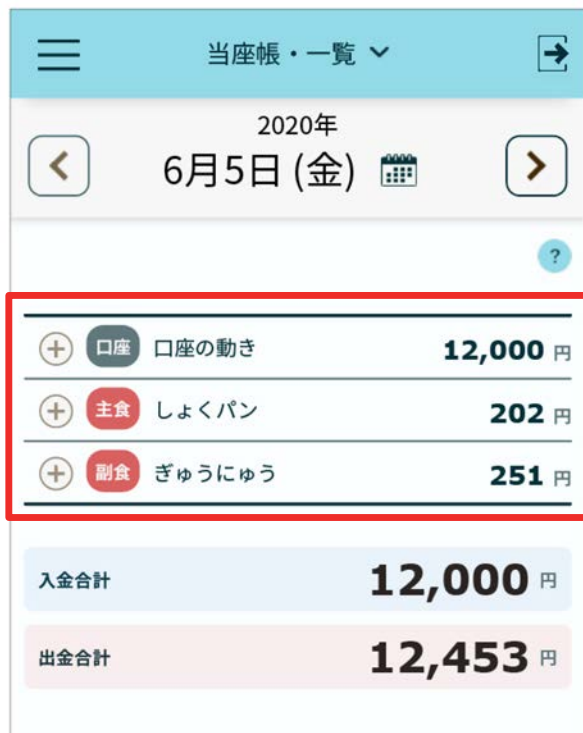 当座帳・一覧
2020年
6月5日 (金)
?
口座 口座の動き 12,000 円
主食 しょくパン 202 円
副食 ぎゅうにゅう 251 円
入金合計 12,000 円
出金合計 12,453 円